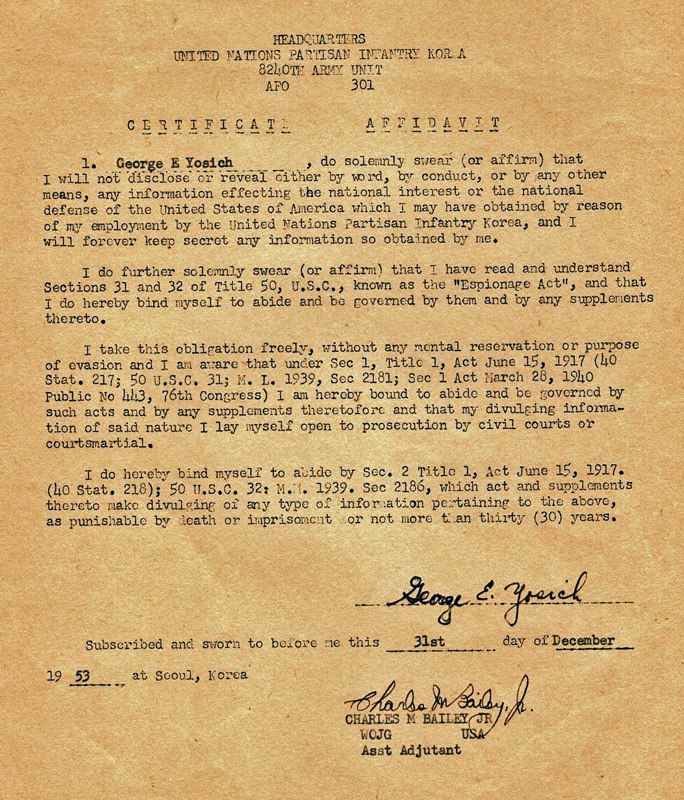 HEADQUARTERS
UNITED NATIONS PARTISAN INFANTRY KOR A
8240TH ARMY UNIT
APO 301
CERTIFICATE AFFIDAVIT
1. George E Yosich , do solemnly swear (or affirm) that
I will not disclose or reveal either by word, by conduct, or by any other
means, any information effecting the national interest or the national
defense of the United States of America which I may have obtained by reason
of my employment by the United Nations Partisan Infantry Korea, and I
will forever keep secret any information so obtained by me.
I do further solemnly swear (or affirm) that I have read and understand
Sections 31 and 32 of Title 50, U.S.C., known as the "Espionage Act", and that
I do hereby bind myself to abide and be governed by them and by any supplements
thereto.
I take this obligation freely, without any mental reservation or purpose
of evasion and I am aware that under Sec 1, Title 1, Act June 15, 1917 (40
Stat. 217; 50 U.S.C. 31; M. L. 1939, Sec 2181; Sec 1 Act March 28, 1940
Public No 443, 76th Congress) I am hereby bound to abide and be governed by
such acts and by any supplements theretofore and that my divulging informa-
tion of said nature I lay myself open to prosecution by civil courts or
courtsmartial.
I do hereby bind myself to abide by Sec. 2 Title 1, Act June 15, 1917.
(40 Stat. 218); 50 U.S.C. 32: M.L. 1939. Sec 2186, which act and supplements
thereto make divulging of any type of information pertaining to the above,
as punishable by death or imprisoment for not more than thirty (30) years.
George E. Yosich
Subscribed and sworn to before me this 31st day of December
19 53 at Seoul, Korea
Charles M Bailey, Jr.
CHARLES M BAILEY JR
WOJG USA
Asst Adjutant